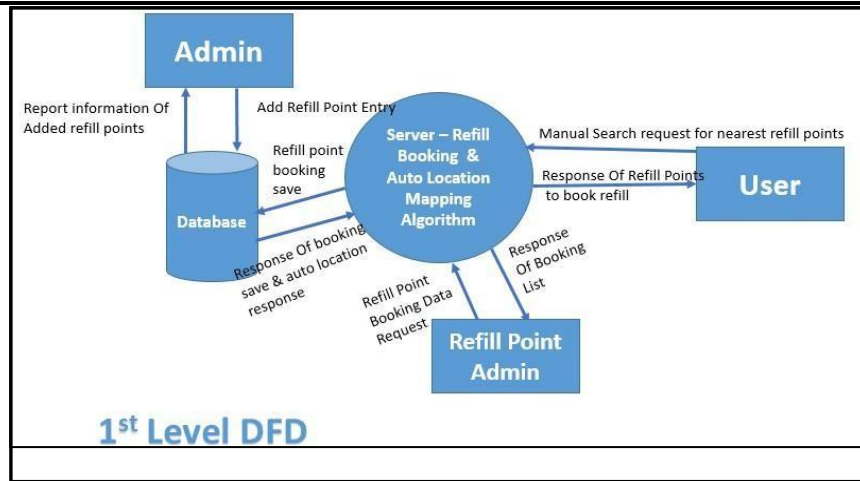 Admin
Report information Of
Added refill points
Add Refill Point Entry
Refill point
booking
save
Database
Response Of booking
save & auto location
response
Server – Refill
Booking &
Auto Location
Mapping
Algorithm
Manual Search request for nearest refill points
Response Of Refill Points
to book refill
User
Refill Point
Booking Data
Request
Response
Of Booking
List
Refill Point
Admin
1st Level DFD